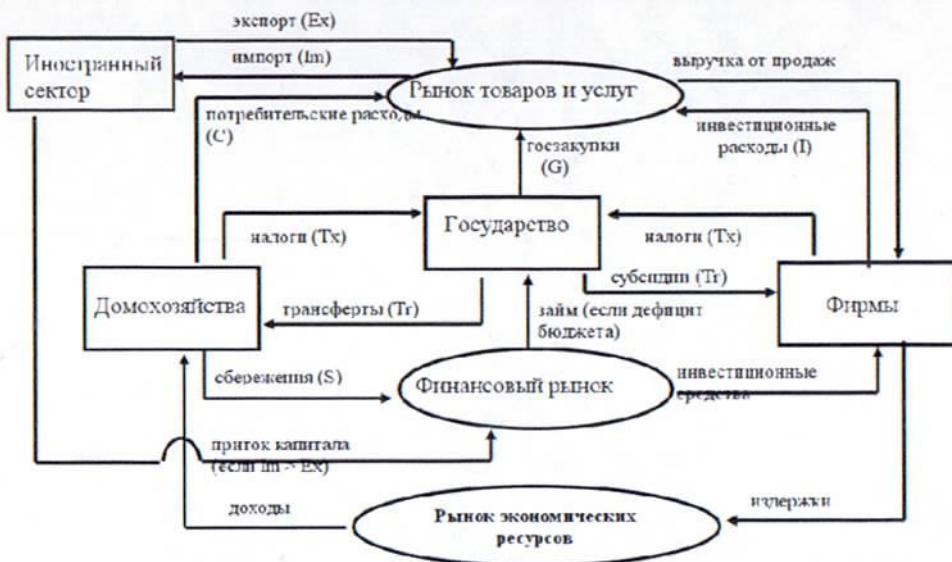 экспорт (Ex)
Иностранный
сектор
импорт (Im)
Рынок товаров и услуг
выручка от продаж
потребительские расходы
(C)
госзакупки
(G)
инвестиционные
расходы (I)
налоги (Tx)
Государство
налоги (Tx)
Домохозяйства
трансферты (Tr)
субсидии (Tr)
займ (если дефицит
бюджета)
Фирмы
сбережения (S)
Финансовый рынок
инвестиционные
средства
приток капитала
(если Im > Ex)
доходы
Рынок экономических
ресурсов
издержки